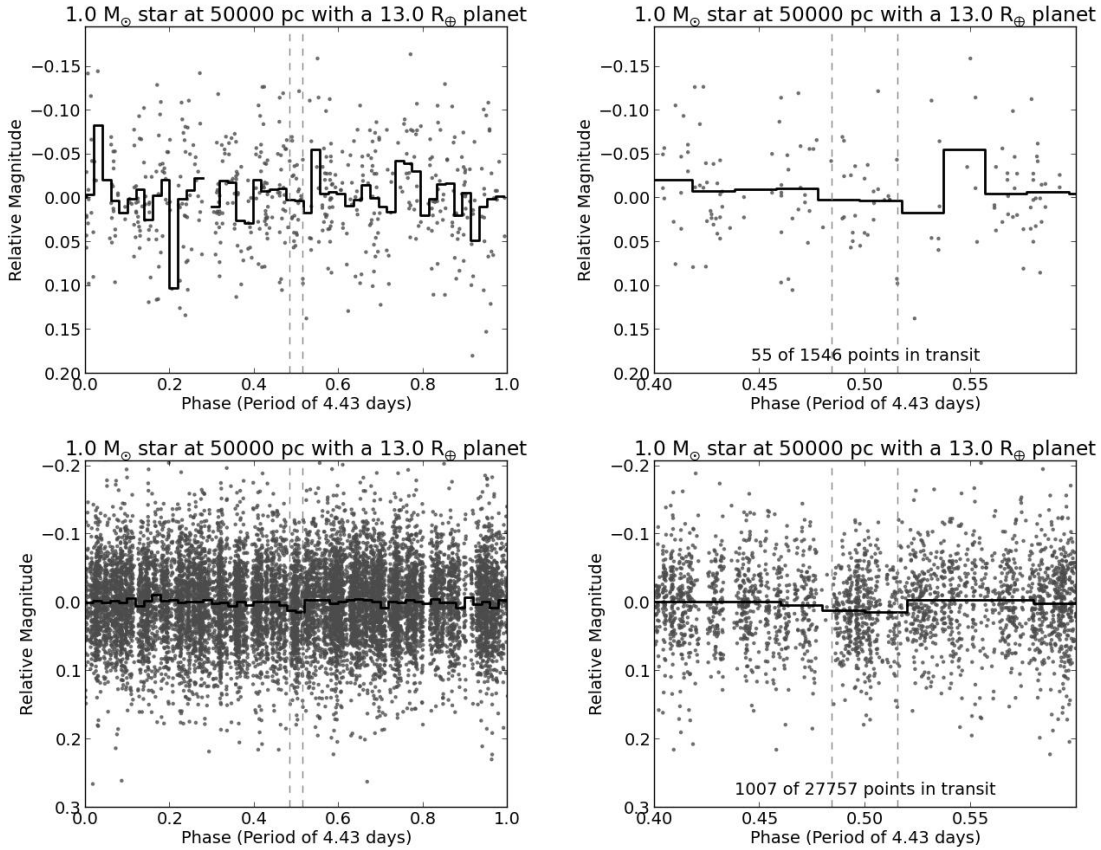 1.0 M☉ star at 50000 pc with a 13.0 R⊕ planet
−0.15
−0.10
−0.05
0.00
0.05
0.10
0.15
0.20
Relative Magnitude
0.0 0.2 0.4 0.6 0.8 1.0
Phase (Period of 4.43 days)
1.0 M☉ star at 50000 pc with a 13.0 R⊕ planet
−0.15
−0.10
−0.05
0.00
0.05
0.10
0.15
0.20
Relative Magnitude
55 of 1546 points in transit
0.40 0.45 0.50 0.55
Phase (Period of 4.43 days)
1.0 M☉ star at 50000 pc with a 13.0 R⊕ planet
−0.2
−0.1
0.0
0.1
0.2
0.3
Relative Magnitude
0.0 0.2 0.4 0.6 0.8 1.0
Phase (Period of 4.43 days)
1.0 M☉ star at 50000 pc with a 13.0 R⊕ planet
−0.2
−0.1
0.0
0.1
0.2
0.3
Relative Magnitude
1007 of 27757 points in transit
0.40 0.45 0.50 0.55
Phase (Period of 4.43 days)